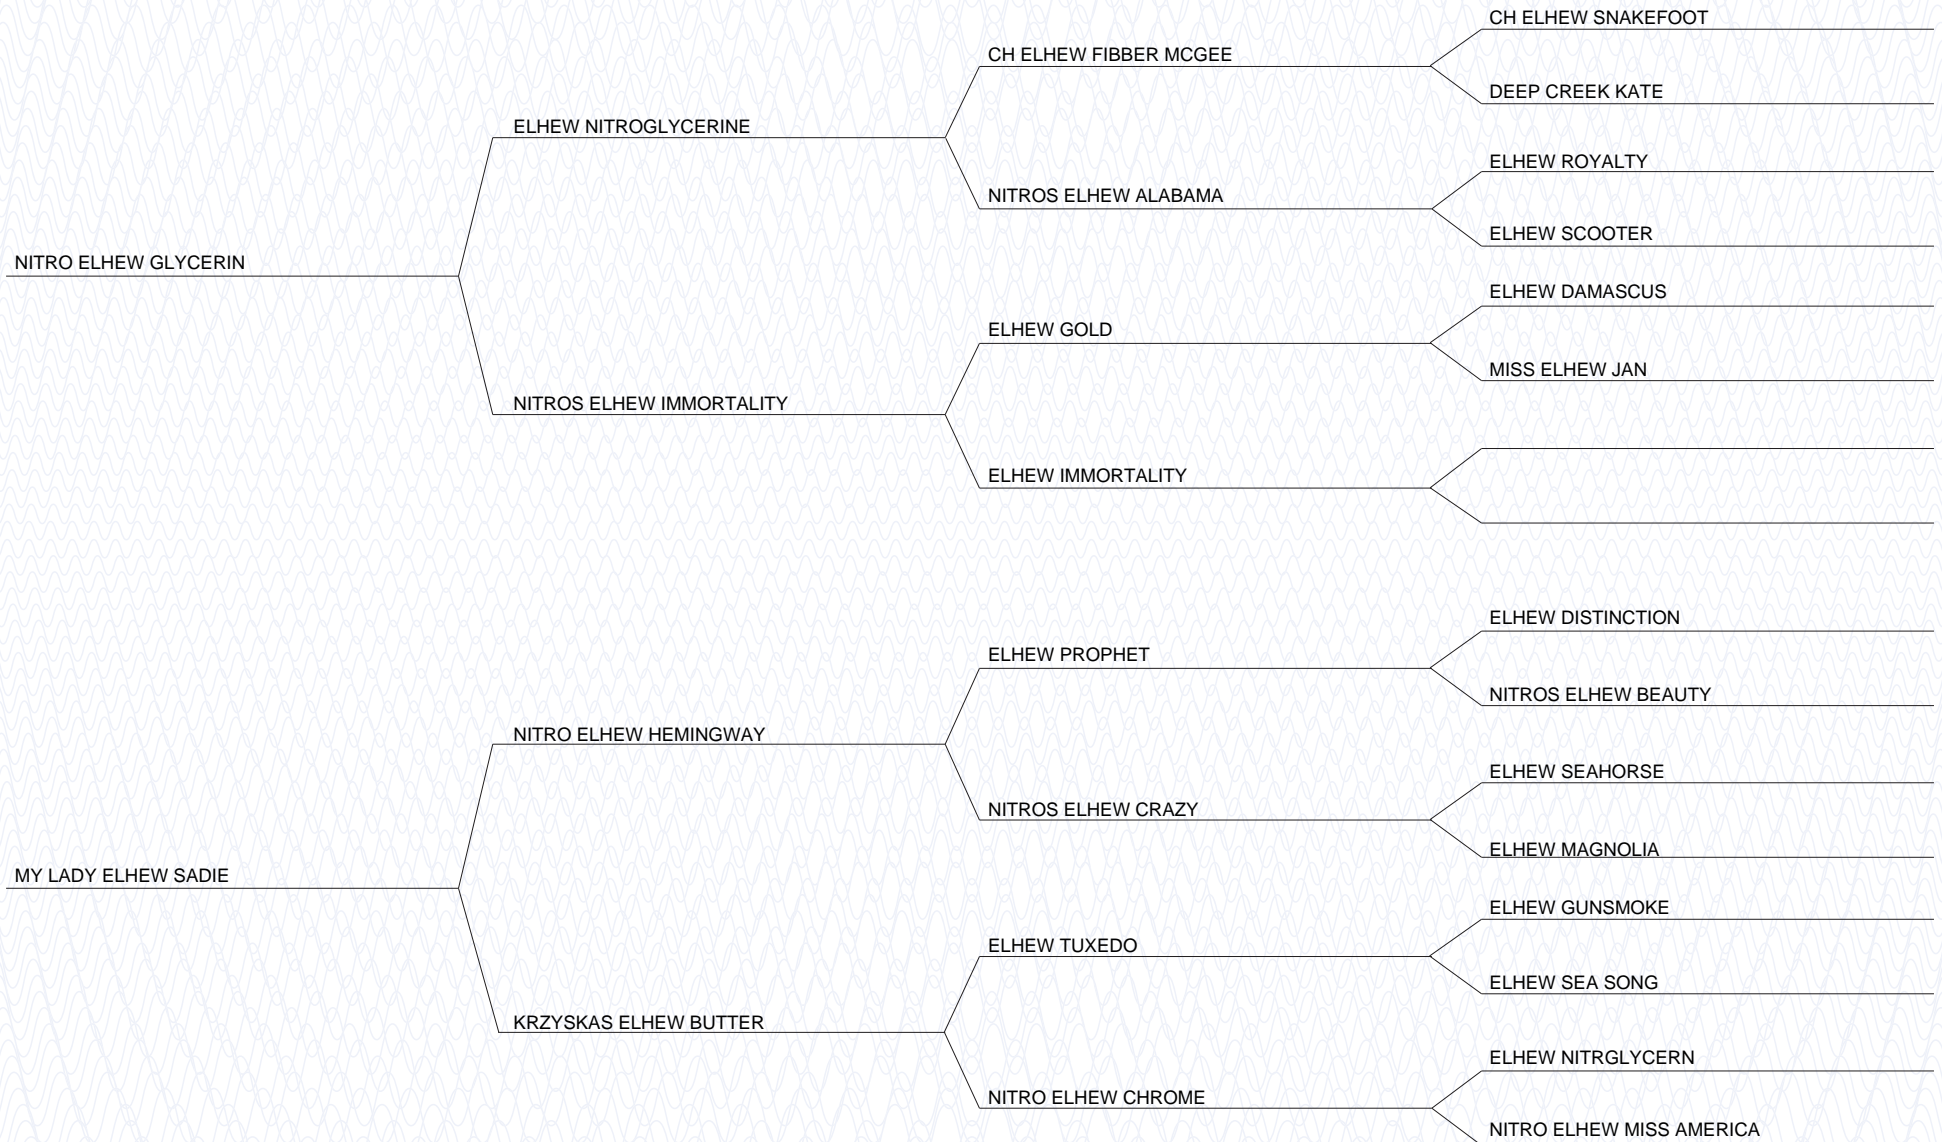 CH ELHEW SNAKEFOOT
CH ELHEW FIBBER MCGEE
DEEP CREEK KATE
ELHEW NITROGLYCERINE
ELHEW ROYALTY
NITROS ELHEW ALABAMA
ELHEW SCOOTER
NITRO ELHEW GLYCERIN
ELHEW DAMASCUS
ELHEW GOLD
MISS ELHEW JAN
NITROS ELHEW IMMORTALITY
ELHEW IMMORTALITY
ELHEW DISTINCTION
ELHEW PROPHET
NITROS ELHEW BEAUTY
NITRO ELHEW HEMINGWAY
ELHEW SEAHORSE
NITROS ELHEW CRAZY
ELHEW MAGNOLIA
MY LADY ELHEW SADIE
ELHEW GUNSMOKE
ELHEW TUXEDO
ELHEW SEA SONG
KRZYSKAS ELHEW BUTTER
ELHEW NITRGLYCERN
NITRO ELHEW CHROME
NITRO ELHEW MISS AMERICA